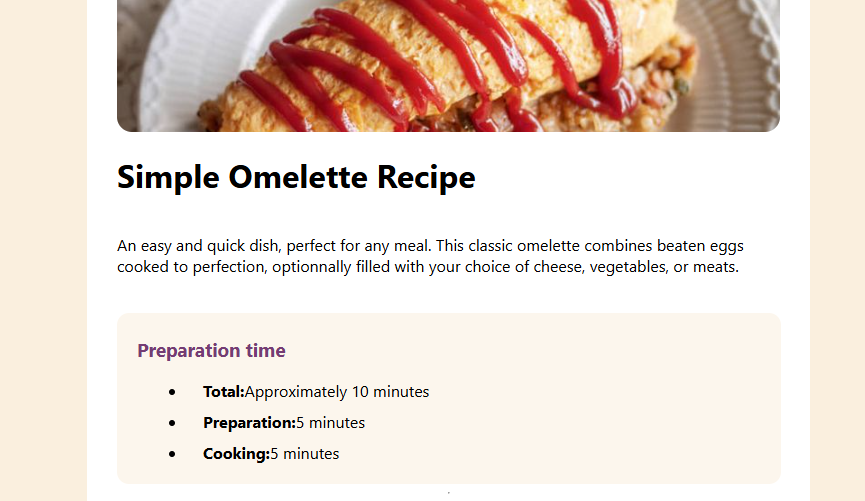 Simple Omelette Recipe
An easy and quick dish, perfect for any meal. This classic omelette combines beaten eggs
cooked to perfection, optionnally filled with your choice of cheese, vegetables, or meats.
Preparation time
• Total:Approximately 10 minutes
• Preparation:5 minutes
• Cooking:5 minutes